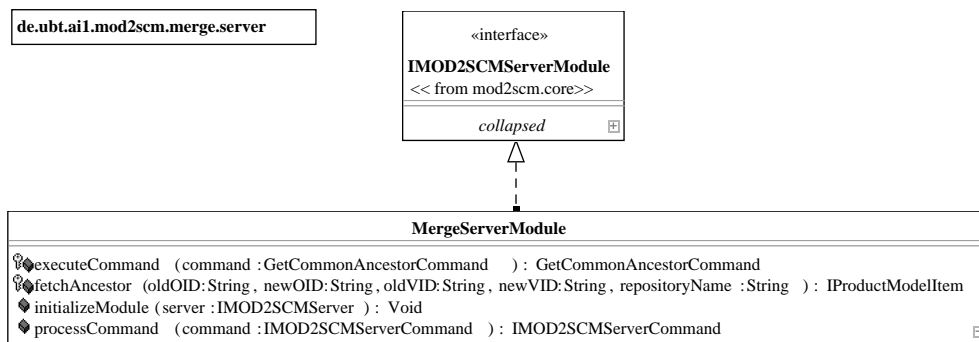 de.ubt.ai1.mod2scm.merge.server
«interface»
IMOD2SCMServerModule
<< from mod2scm.core>>
collapsed
MergeServerModule
executeCommand (command :GetCommonAncestorCommand ) : GetCommonAncestorCommand
fetchAncestor (oldOID:String, newOID:String, oldVID:String, newVID:String, repositoryName :String ) : IProductModelItem
initializeModule (server :IMOD2SCMServer ) : Void
processCommand (command :IMOD2SCMServerCommand ) : IMOD2SCMServerCommand